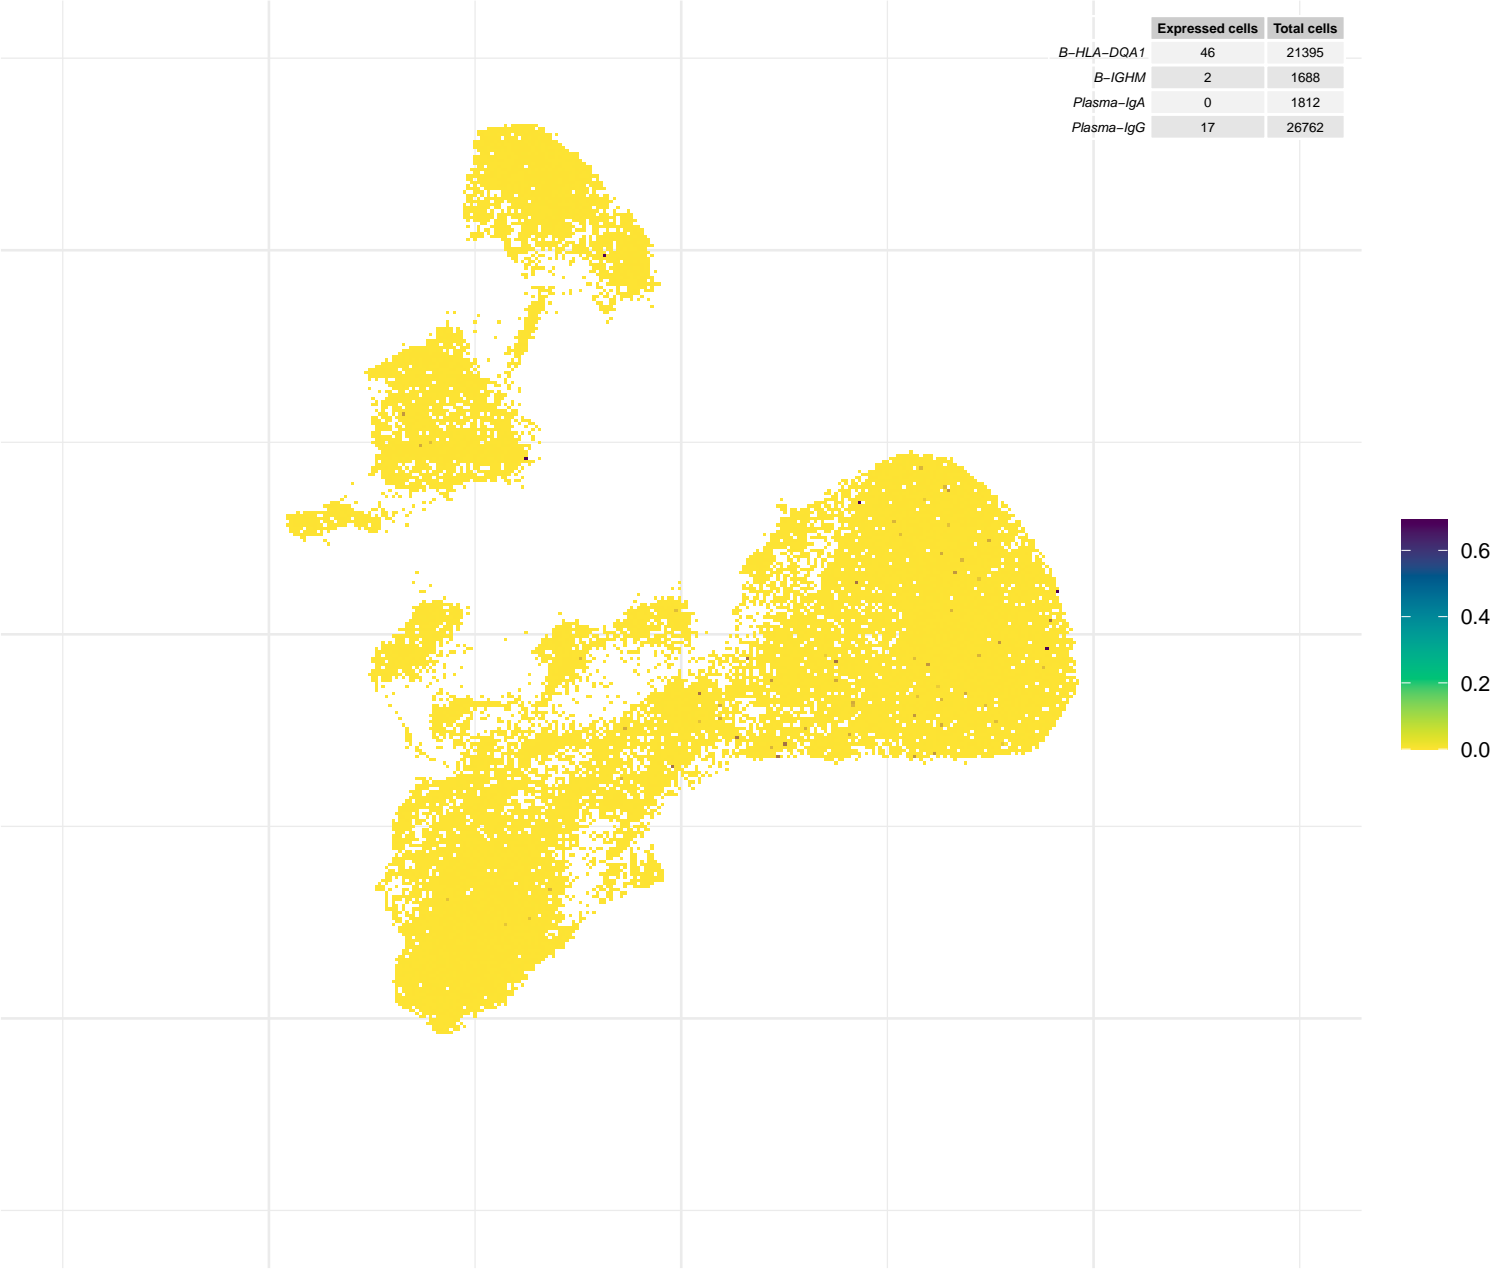 Expressed cells Total cells
B−HLA−DQA1 46 21395
B−IGHM 2 1688
Plasma−IgA 0 1812
Plasma−IgG 17 26762
0.6
0.4
0.2
0.0